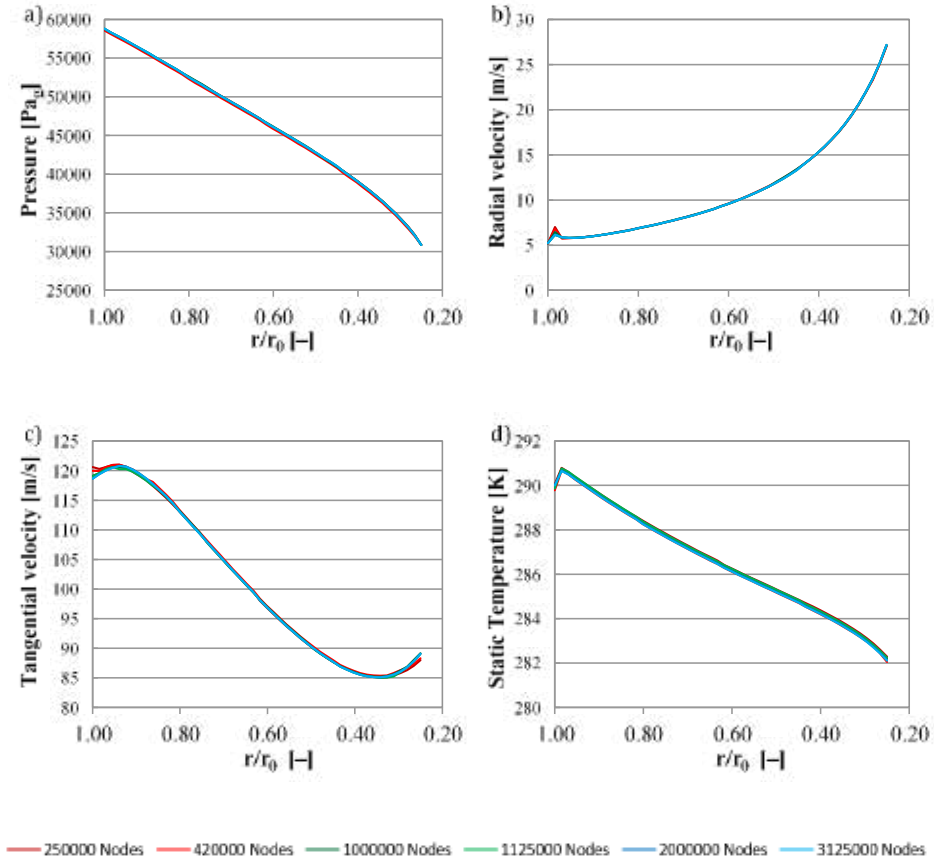 a)
60000
55000
50000
45000
40000
35000
30000
25000
Pressure [Pag]
1.00 0.80 0.60 0.40 0.20
r/r0 [–]
b)
30
25
20
15
10
5
0
Radial velocity [m/s]
1.00 0.80 0.60 0.40 0.20
r/r0 [–]
c)
125
120
115
110
105
100
95
90
85
80
Tangential velocity [m/s]
1.00 0.80 0.60 0.40 0.20
r/r0 [–]
d)
292
290
288
286
284
282
280
Static Temperature [K]
1.00 0.80 0.60 0.40 0.20
r/r0 [–]
250000 Nodes 420000 Nodes 1000000 Nodes 1125000 Nodes 2000000 Nodes 3125000 Nodes